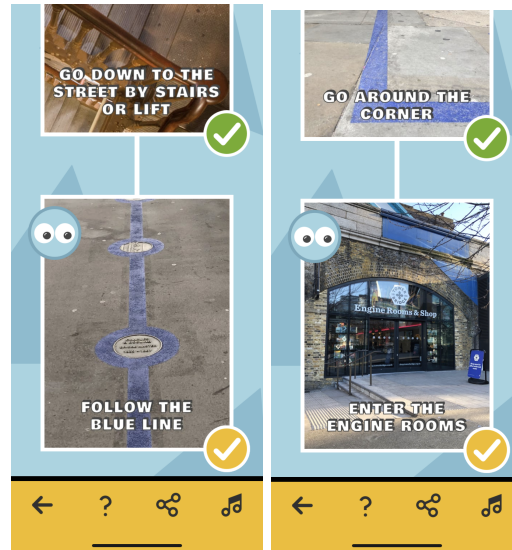 GO DOWN TO THE
STREET BY STAIRS
OR LIFT
FOLLOW THE
BLUE LINE
GO AROUND THE
CORNER
Engine Rooms & Shop
ENTER THE
ENGINE ROOMS
?
?